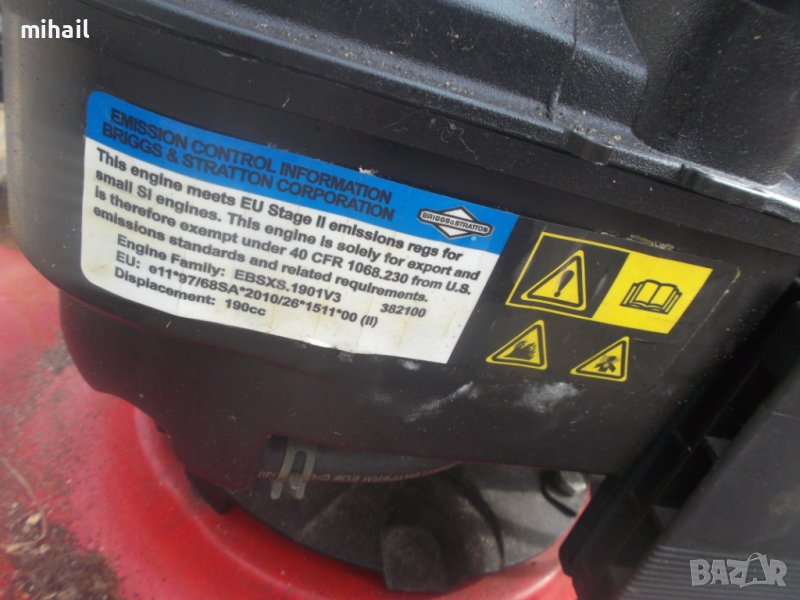 mihail
EMISSION CONTROL INFORMATION
BRIGGS & STRATTON CORPORATION
This engine meets EU Stage II emissions regs for
small SI engines. This engine is solely for export and
is therefore exempt under 40 CFR 1068.230 from U.S.
emissions standards and related requirements.
Engine Family: EBSXS.1901V3 382100
EU: e11*97/68SA*2010/26*1511*00 (II)
Displacement: 190cc
BRIGGS&STRATTON
BAZAR